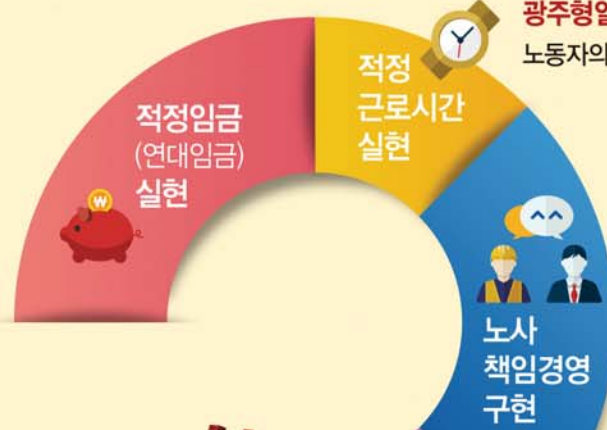 광주형일
노동자의
적정임금
(연대임금)
실현
적정
근로시간
실현
노사
책임경영
구현
₩